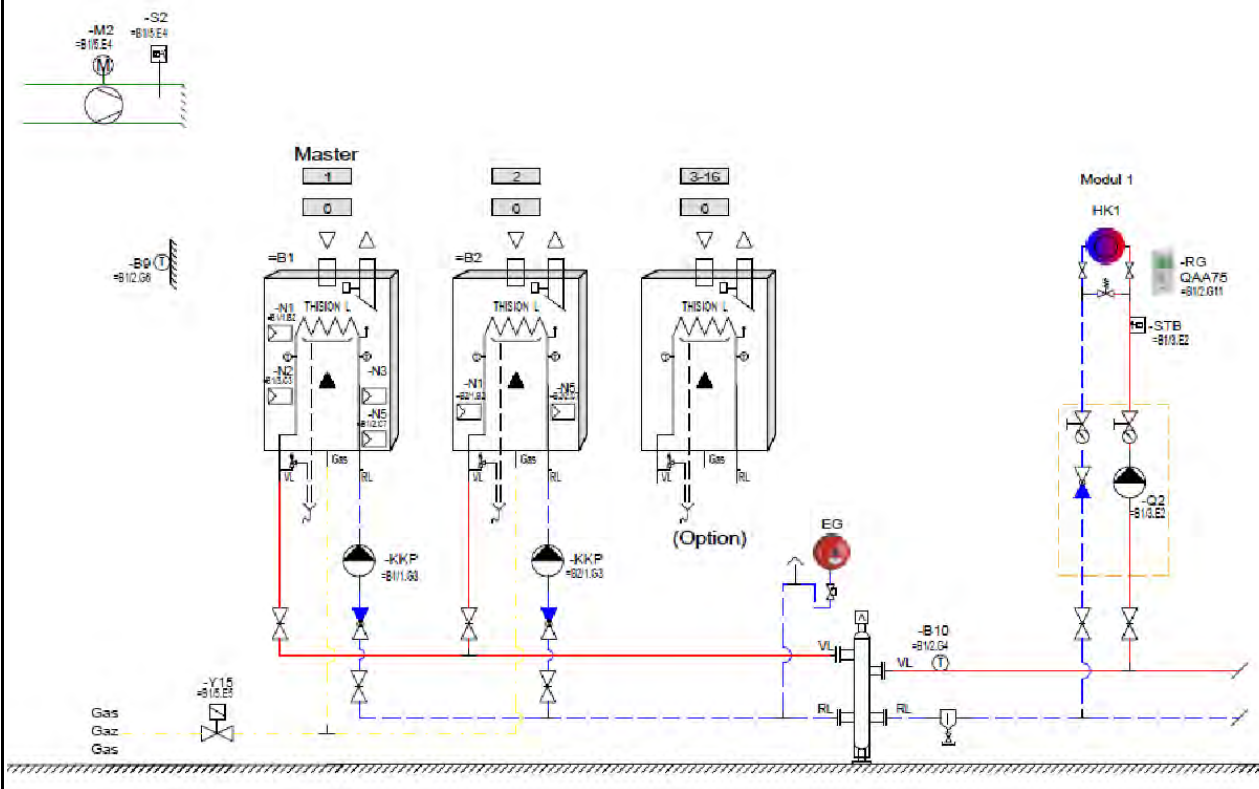 -M2
=B1/5.E4
-S2
=B1/5.E4
M
Master
1
0
2
0
3-16
0
Modul 1
HK1
-B9
T
=B1/2.G6
=B1
=B2
-RG
QAA75
=B1/2.G11
THISION L
THISION L
THISION L
-N1
-N2
-N3
-N5
-N1
-N5
-STB
=B1/3.E2
VL
Gas
RL
VL
Gas
RL
VL
Gas
RL
-Q2
=B1/3.E2
(Option)
EG
-KKP
=B1/1.G3
-KKP
=B2/1.G3
A
-B10
=B1/2.G4
VL
VL
T
-Y15
=B1/5.E5
RL
RL
Gas
Gaz
Gas